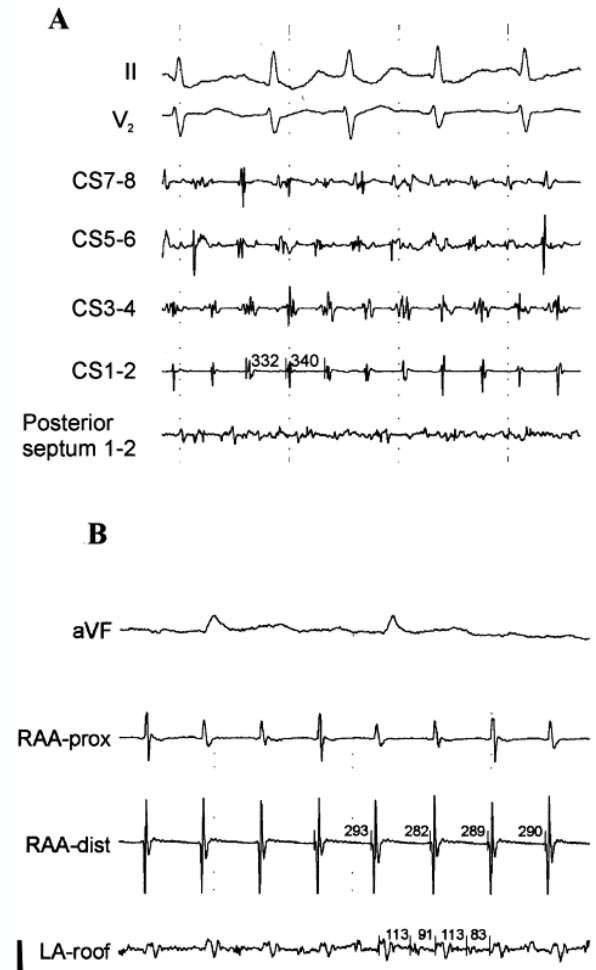 A
II
V2
CS7-8
CS5-6
CS3-4
CS1-2
332 340
Posterior
septum 1-2
B
aVF
RAA-prox
RAA-dist
293 282 289 290
LA-roof
113 91 113 83